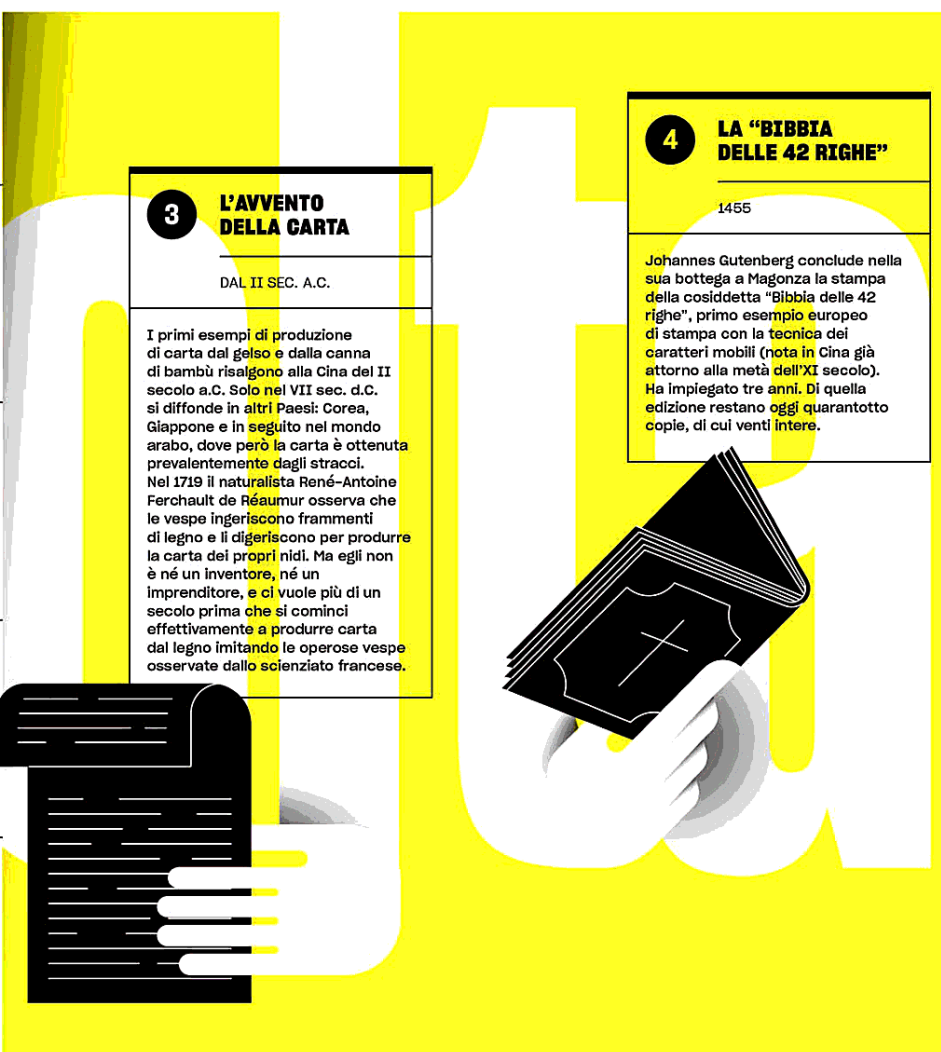 3
L'AVVENTO
DELLA CARTA
DAL II SEC. A.C.
I primi esempi di produzione
di carta dal gelso e dalla canna
di bambù risalgono alla Cina del II
secolo a.C. Solo nel VII sec. d.C.
si diffonde in altri Paesi: Corea,
Giappone e in seguito nel mondo
arabo, dove però la carta è ottenuta
prevalentemente dagli stracci.
Nel 1719 il naturalista René-Antoine
Ferchault de Réaumur osserva che
le vespe ingeriscono frammenti
di legno e li digeriscono per produrre
la carta dei propri nidi. Ma egli non
è né un inventore, né un
imprenditore, e ci vuole più di un
secolo prima che si cominci
effettivamente a produrre carta
dal legno imitando le operose vespe
osservate dallo scienziato francese.
4
LA “BIBBIA
DELLE 42 RIGHE”
1455
Johannes Gutenberg conclude nella
sua bottega a Magonza la stampa
della cosiddetta “Bibbia delle 42
righe”, primo esempio europeo
di stampa con la tecnica dei
caratteri mobili (nota in Cina già
attorno alla metà dell'XI secolo).
Ha impiegato tre anni. Di quella
edizione restano oggi quarantotto
copie, di cui venti intere.